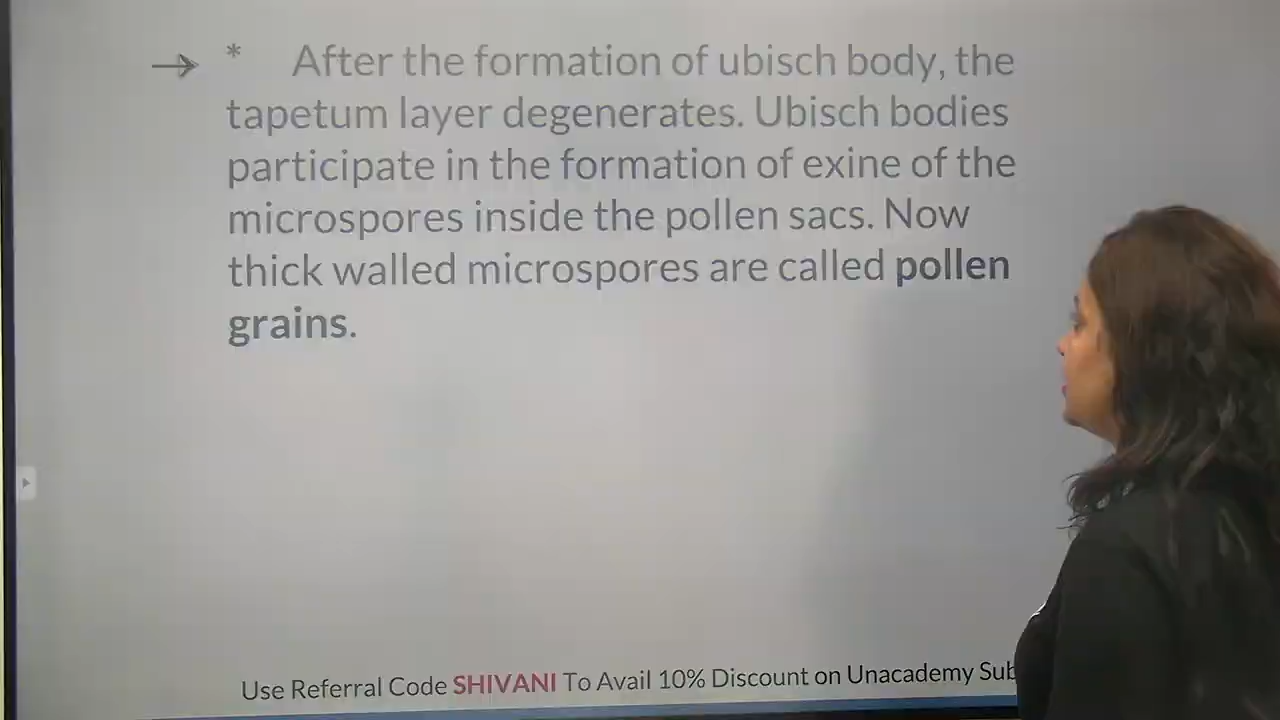 → * After the formation of ubisch body, the
tapetum layer degenerates. Ubisch bodies
participate in the formation of exine of the
microspores inside the pollen sacs. Now
thick walled microspores are called pollen
grains.
Use Referral Code SHIVANI To Avail 10% Discount on Unacademy Sub